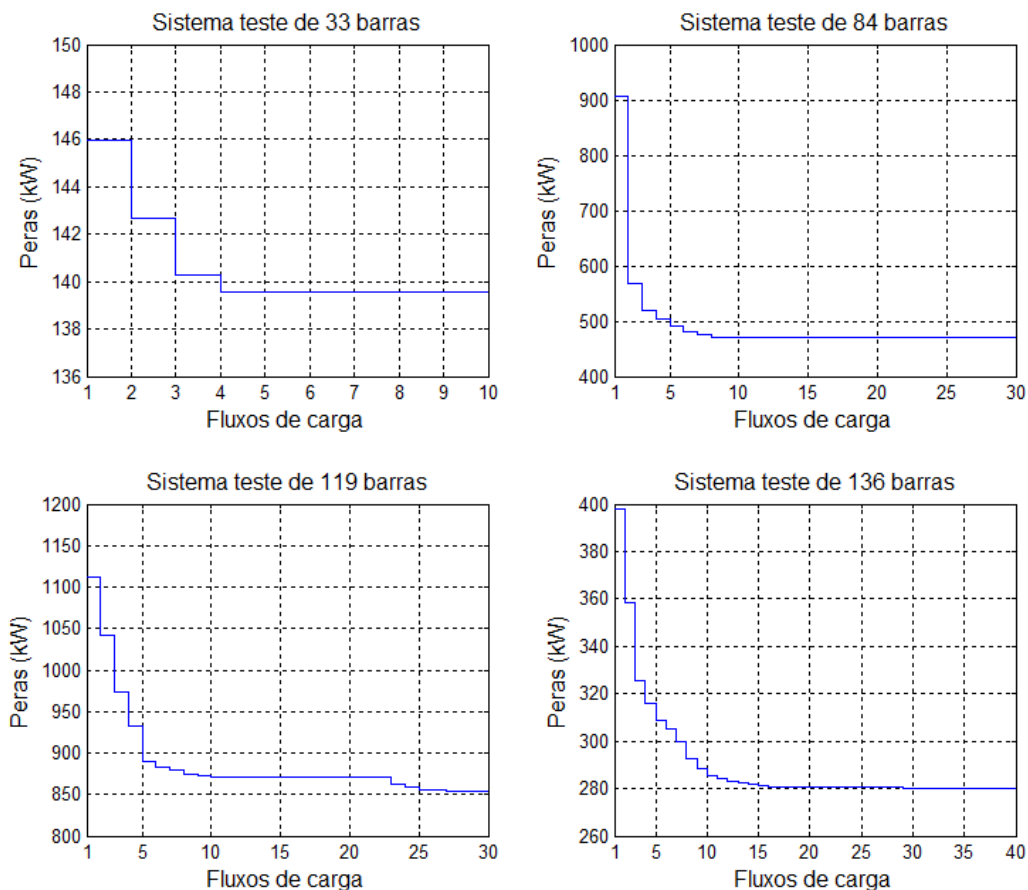 Sistema teste de 33 barras
150
148
146
144
142
140
138
136
Peras (kW)
1 2 3 4 5 6 7 8 9 10
Fluxos de carga
Sistema teste de 84 barras
1000
900
800
700
600
500
400
Peras (kW)
1 5 10 15 20 25 30
Fluxos de carga
Sistema teste de 119 barras
1200
1150
1100
1050
1000
950
900
850
800
Peras (kW)
1 5 10 15 20 25 30
Fluxos de carga
Sistema teste de 136 barras
400
380
360
340
320
300
280
260
Peras (kW)
1 5 10 15 20 25 30 35 40
Fluxos de carga